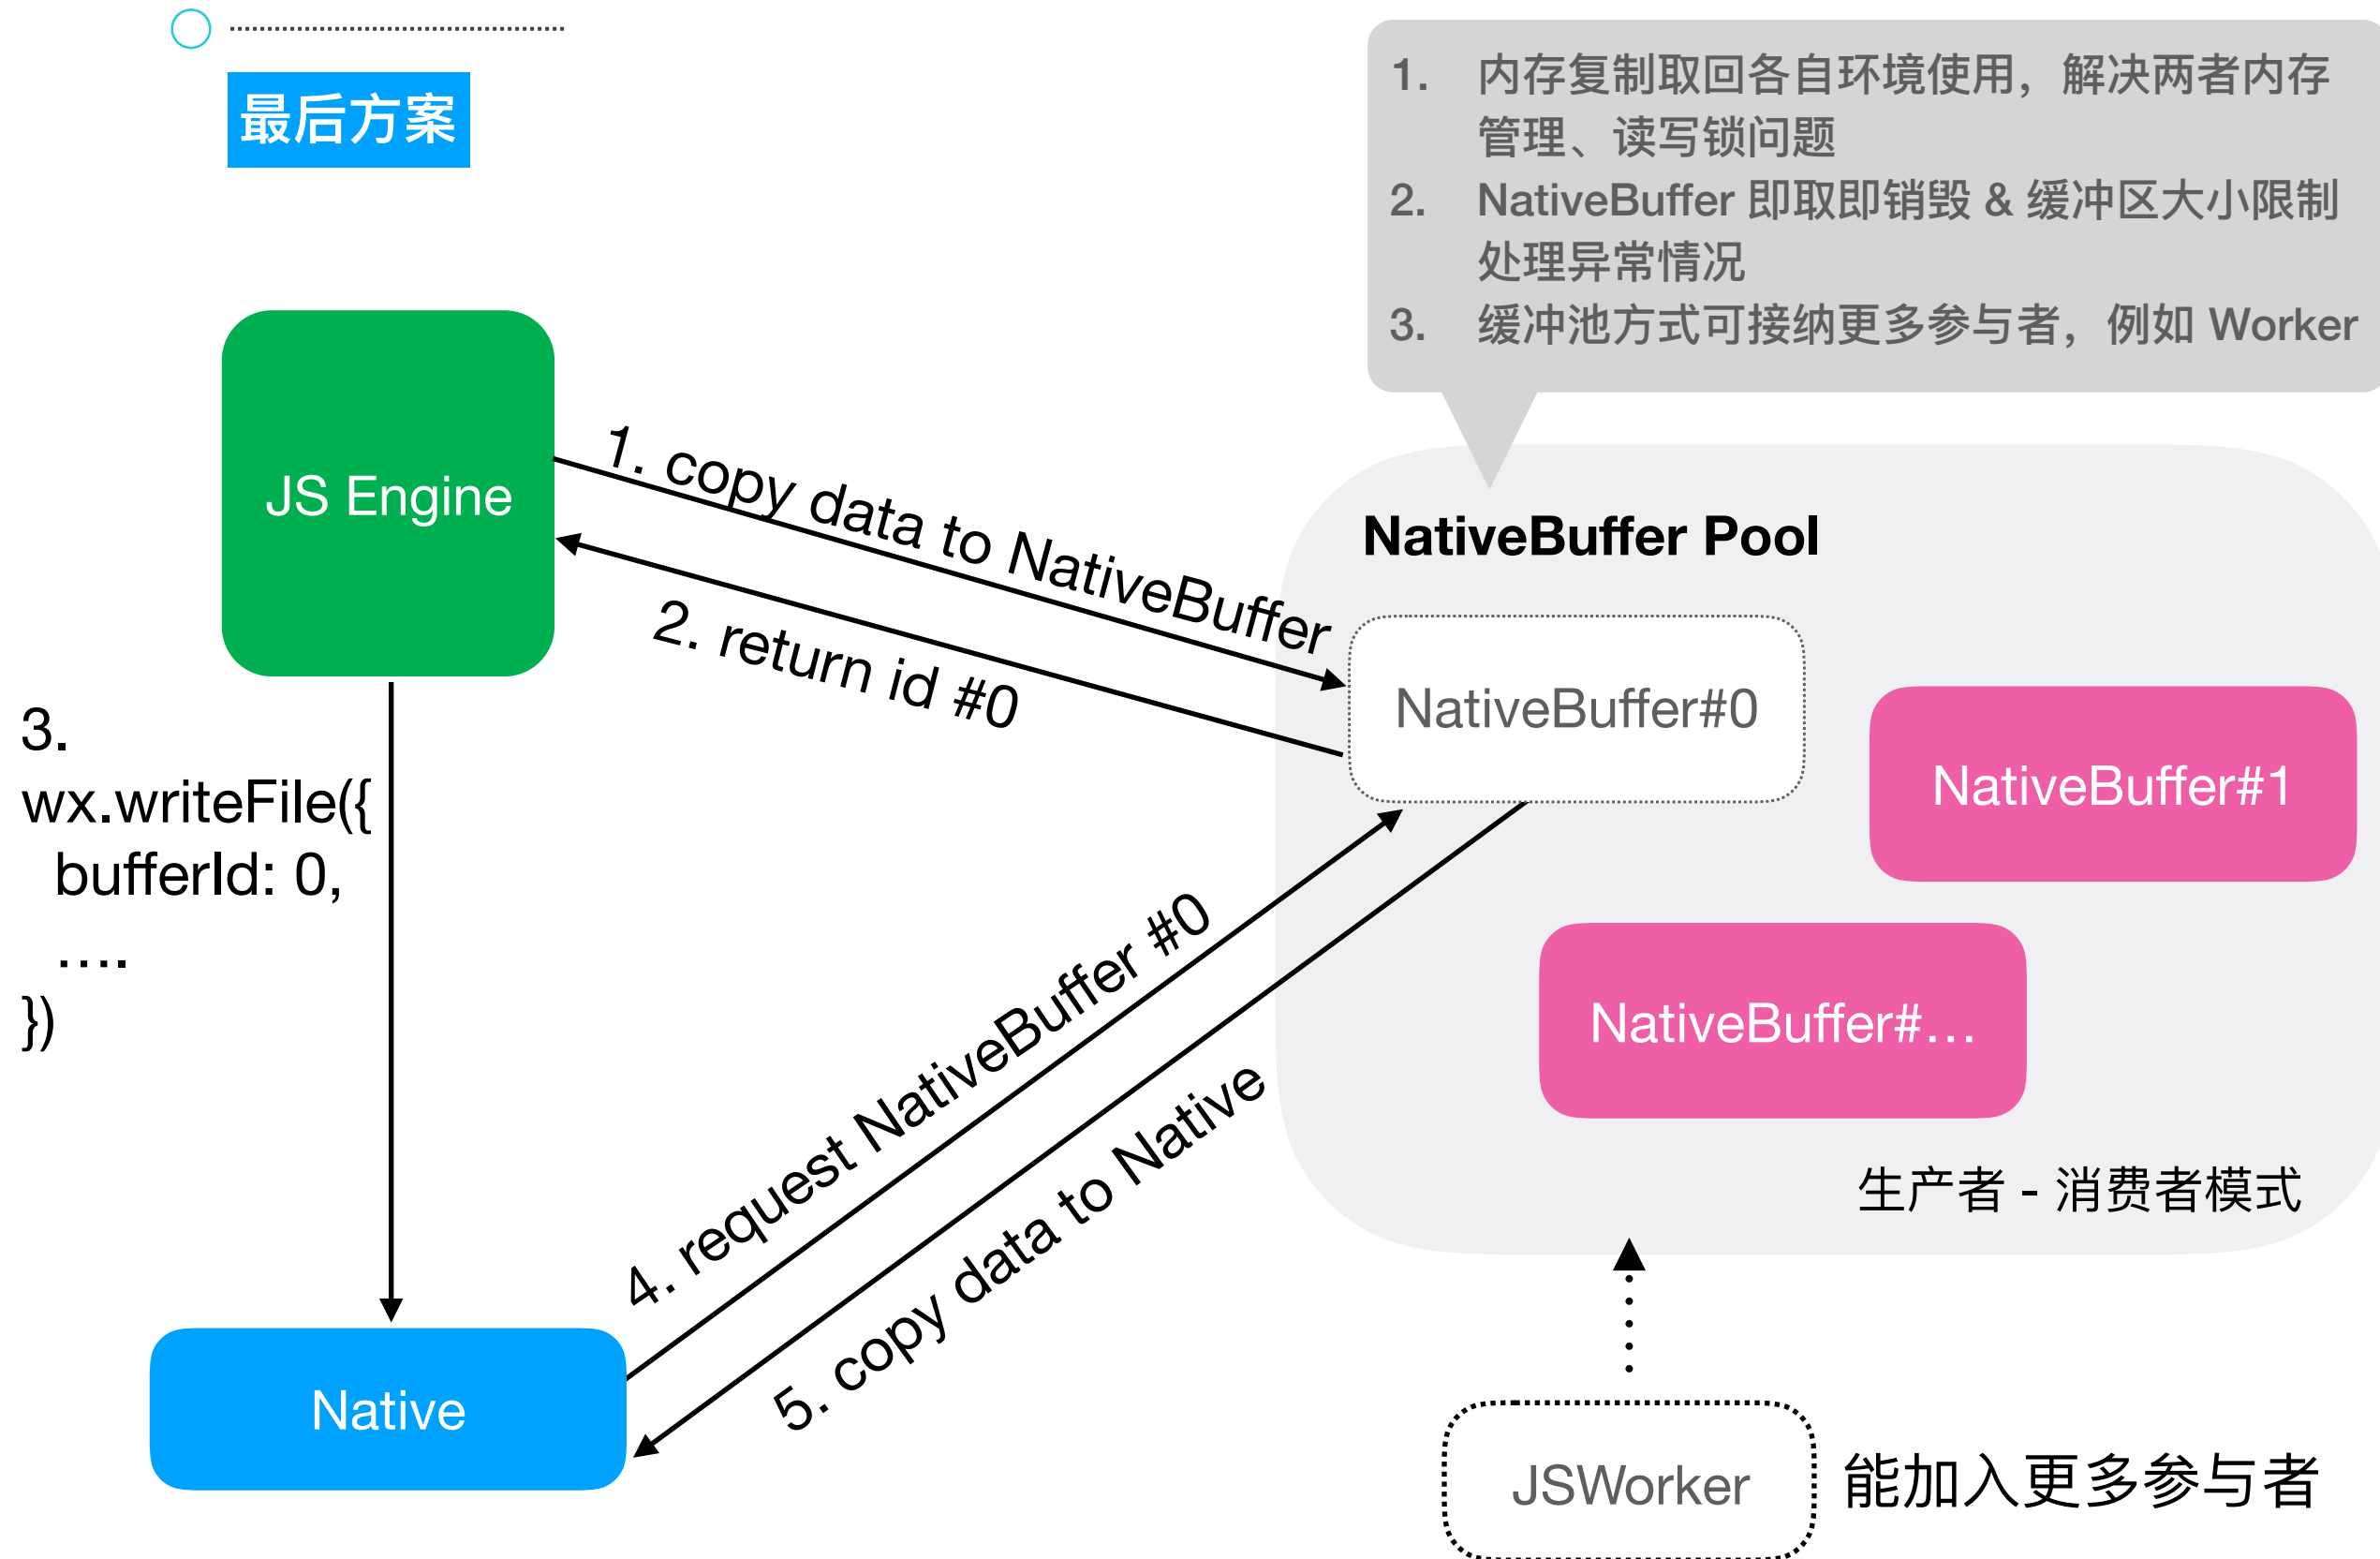 最后方案
1. 内存复制取回各自环境使用，解决两者内存
管理、读写锁问题
2. NativeBuffer 即取即销毁 & 缓冲区大小限制
处理异常情况
3. 缓冲池方式可接纳更多参与者，例如 Worker
JS Engine
1. copy data to NativeBuffer
2. return id #0
NativeBuffer Pool
NativeBuffer#0
NativeBuffer#1
NativeBuffer#...
3.
wx.writeFile({
bufferId: 0,
....
})
4. request NativeBuffer #0
5. copy data to Native
生产者 - 消费者模式
Native
JSWorker
能加入更多参与者